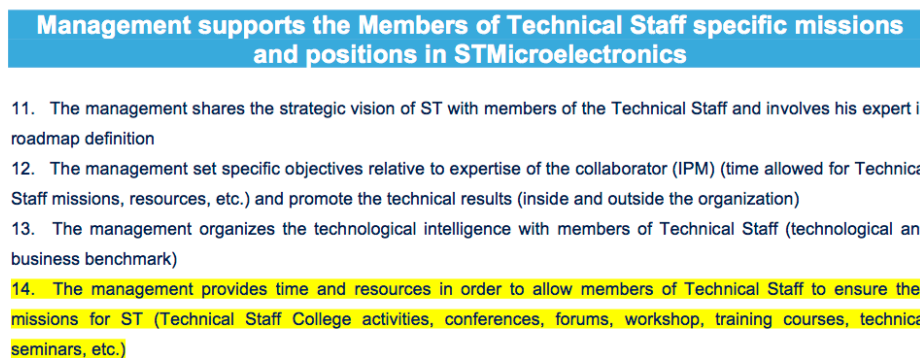 Management supports the Members of Technical Staff specific missions
and positions in STMicroelectronics
11. The management shares the strategic vision of ST with members of the Technical Staff and involves his expert i
roadmap definition
12. The management set specific objectives relative to expertise of the collaborator (IPM) (time allowed for Technica
Staff missions, resources, etc.) and promote the technical results (inside and outside the organization)
13. The management organizes the technological intelligence with members of Technical Staff (technological an
business benchmark)
14. The management provides time and resources in order to allow members of Technical Staff to ensure the
missions for ST (Technical Staff College activities, conferences, forums, workshop, training courses, technica
seminars, etc.)